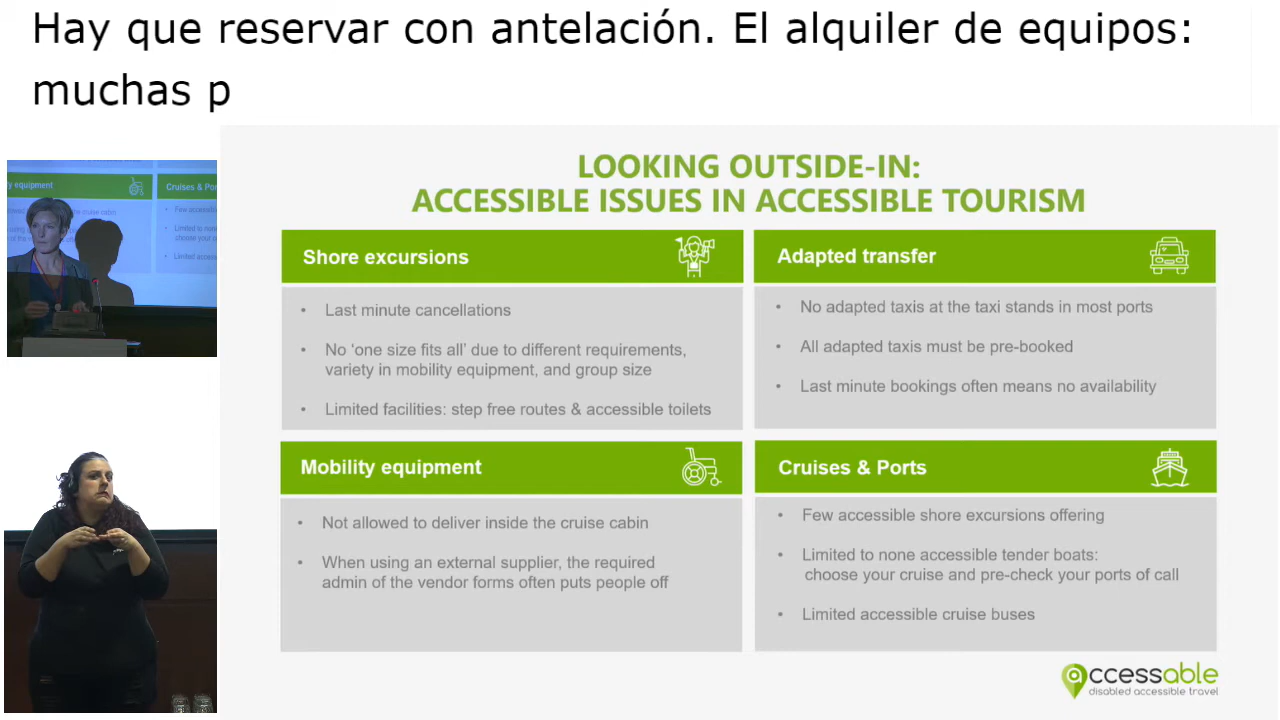 Hay que reservar con antelación. El alquiler de equipos:
muchas p
LOOKING OUTSIDE-IN:
ACCESSIBLE ISSUES IN ACCESSIBLE TOURISM
Shore excursions
• Last minute cancellations
• No ‘one size fits all’ due to different requirements,
variety in mobility equipment, and group size
• Limited facilities: step free routes & accessible toilets
Adapted transfer
• No adapted taxis at the taxi stands in most ports
• All adapted taxis must be pre-booked
• Last minute bookings often means no availability
Mobility equipment
• Not allowed to deliver inside the cruise cabin
• When using an external supplier, the required
admin of the vendor forms often puts people off
Cruises & Ports
• Few accessible shore excursions offering
• Limited to none accessible tender boats:
choose your cruise and pre-check your ports of call
• Limited accessible cruise buses
accessable
disabled accessible travel
ty equipment
Cruises & P